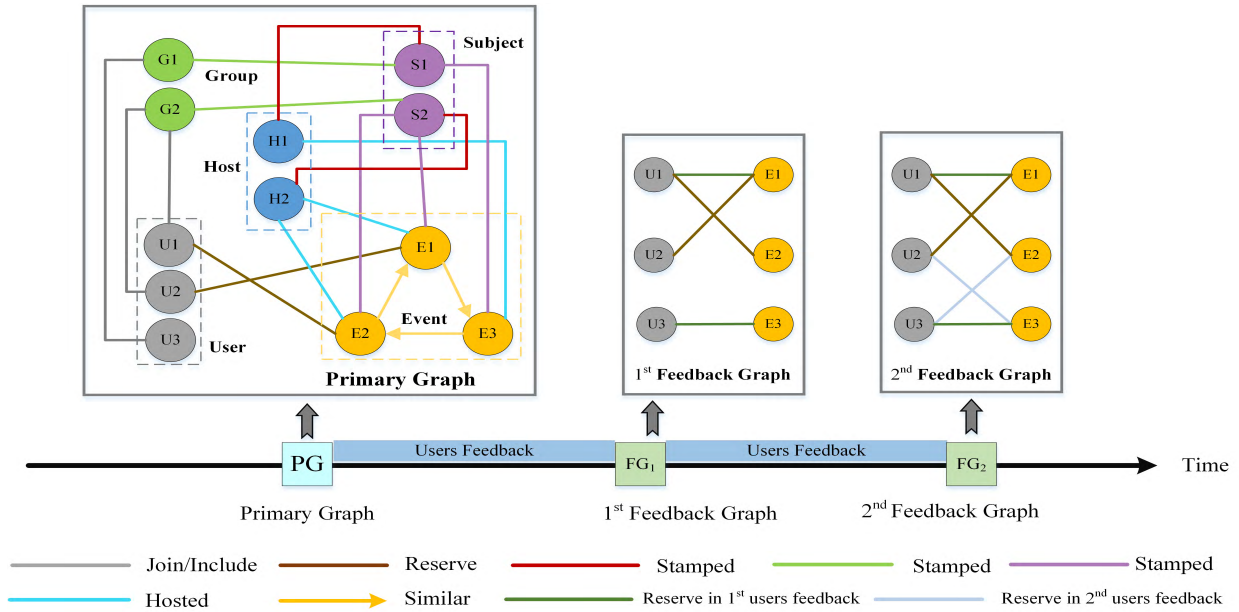 G1
Group
G2
S1
Subject
S2
H1
Host
H2
U1
U2
U3
User
E1
Event
E2
E3
Primary Graph
U1
E1
U2
E2
U3
E3
1st Feedback Graph
U1
E1
U2
E2
U3
E3
2nd Feedback Graph
PG
Users Feedback
FG1
Users Feedback
FG2
Time
Primary Graph
1st Feedback Graph
2nd Feedback Graph
Join/Include
Reserve
Stamped
Stamped
Stamped
Hosted
Similar
Reserve in 1st users feedback
Reserve in 2nd users feedback